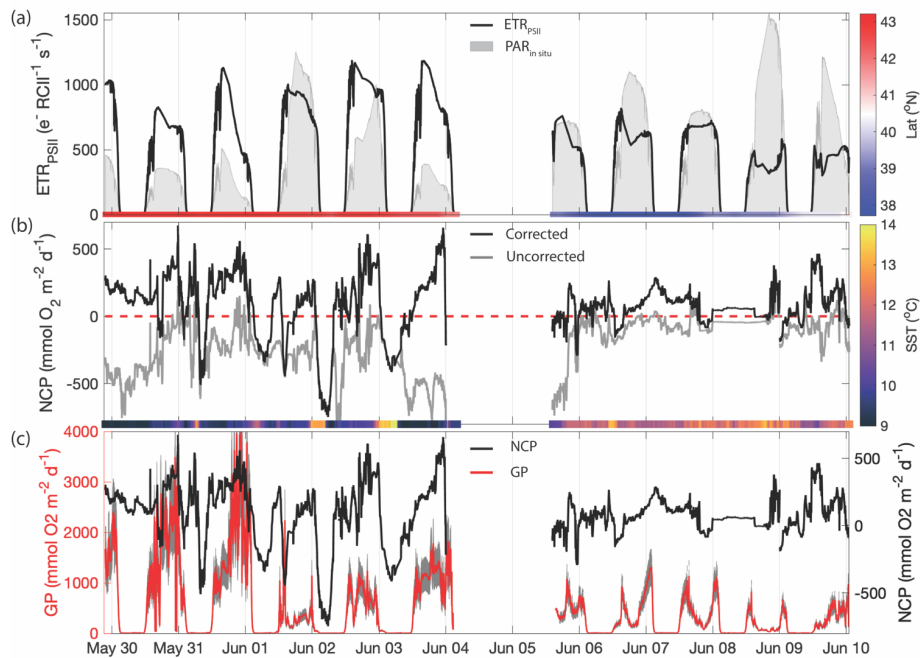 (a)
1500
1000
500
0
ETR_PSII (e⁻ RCII⁻¹ s⁻¹)
ETR_PSII
PAR_in situ
43
42
41
40
39
38
Lat (°N)
(b)
500
0
-500
NCP (mmol O₂ m⁻² d⁻¹)
Corrected
Uncorrected
14
13
12
11
10
9
SST (°C)
(c)
4000
3000
2000
1000
0
GP (mmol O2 m⁻² d⁻¹)
NCP
GP
500
0
-500
NCP (mmol O2 m⁻² d⁻¹)
May 30 May 31 Jun 01 Jun 02 Jun 03 Jun 04 Jun 05 Jun 06 Jun 07 Jun 08 Jun 09 Jun 10